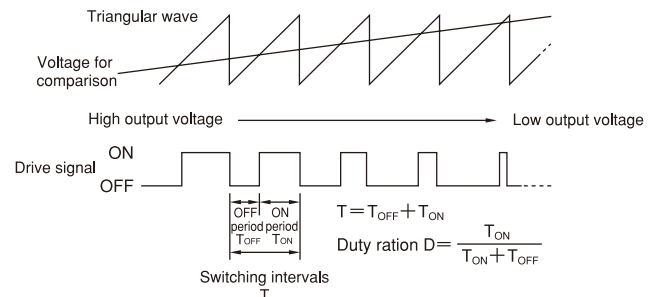 Triangular wave
Voltage for
comparison
High output voltage
Low output voltage
Drive signal
ON
OFF
OFF
period
TOFF
ON
period
TON
T=TOFF+TON
Duty ration D= TON
TON+TOFF
Switching intervals
T